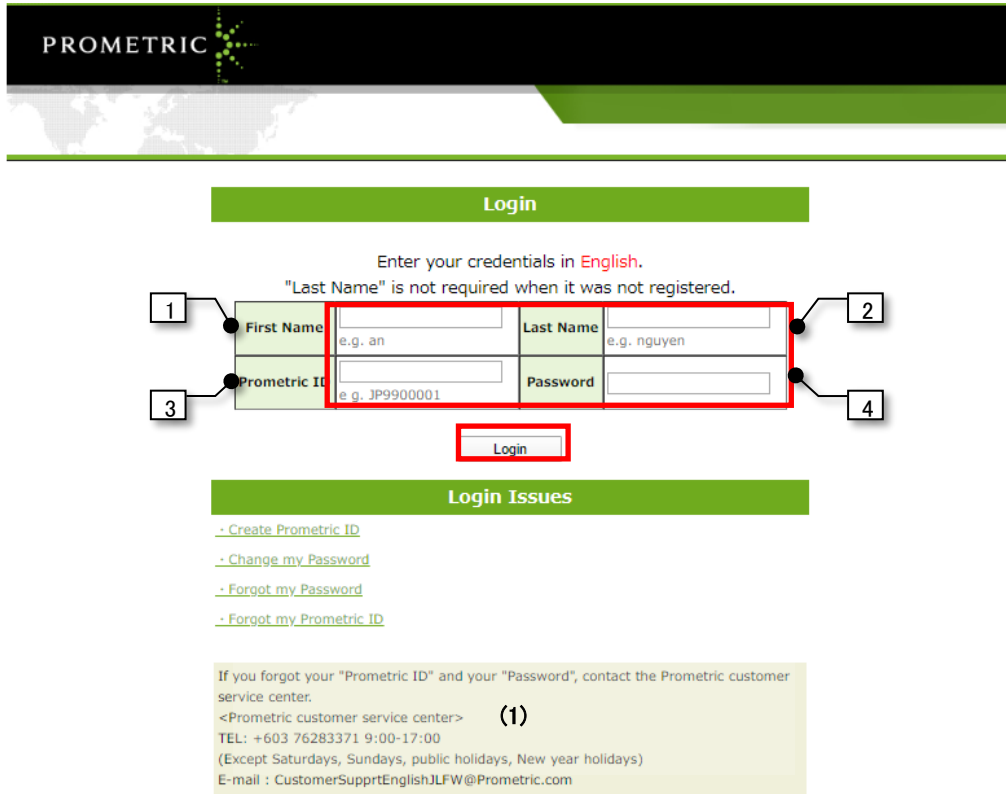 PROMETRIC
Login
Enter your credentials in English.
"Last Name" is not required when it was not registered.
1
2
First Name
e.g. an
Last Name
e.g. nguyen
Prometric ID
e g. JP9900001
Password
3
4
Login
Login Issues
· Create Prometric ID
· Change my Password
· Forgot my Password
· Forgot my Prometric ID
If you forgot your "Prometric ID" and your "Password", contact the Prometric customer
service center.
<Prometric customer service center>
(1)
TEL: +603 76283371 9:00-17:00
(Except Saturdays, Sundays, public holidays, New year holidays)
E-mail : CustomerSupprtEnglishJLFW@Prometric.com